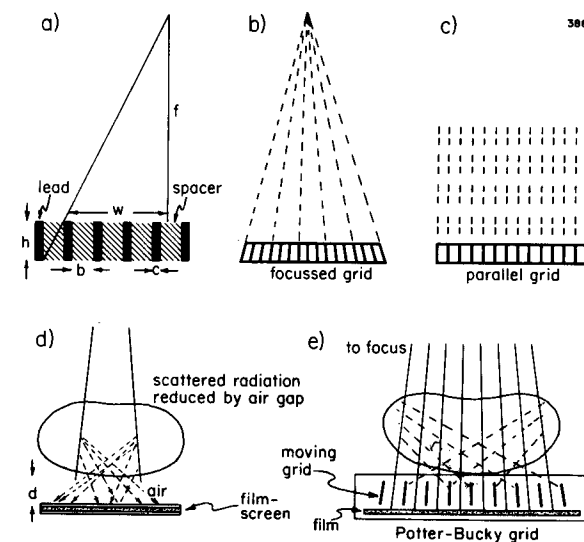 a)
b)
c)
386
f
lead
w
spacer
h
b
c
focussed grid
parallel grid
d)
e)
to focus
scattered radiation
reduced by air gap
moving
grid
d
air
film-
screen
film
Potter-Bucky grid